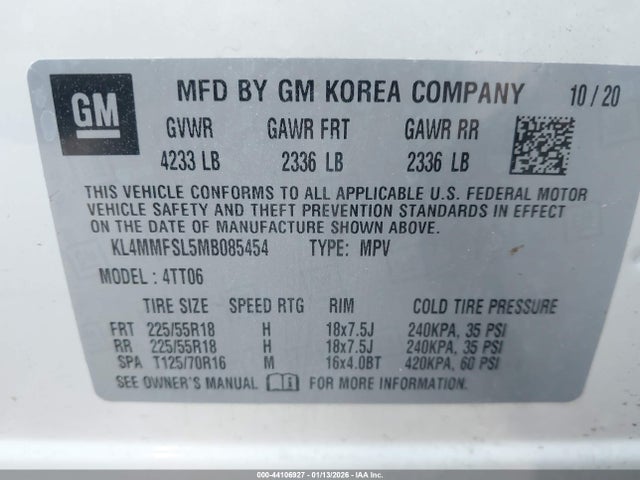 GM MFD BY GM KOREA COMPANY 10/20
GVWR GAWR FRT GAWR RR
4233 LB 2336 LB 2336 LB
THIS VEHICLE CONFORMS TO ALL APPLICABLE U.S. FEDERAL MOTOR
VEHICLE SAFETY AND THEFT PREVENTION STANDARDS IN EFFECT
ON THE DATE OF MANUFACTURE SHOWN ABOVE.
KL4MMFSL5MB085454 TYPE: MPV
MODEL : 4TT06
TIRE SIZE SPEED RTG RIM COLD TIRE PRESSURE
FRT 225/55R18 H 18x7.5J 240KPA, 35 PSI
RR 225/55R18 H 18x7.5J 240KPA, 35 PSI
SPA T125/70R16 M 16x4.0BT 420KPA, 60 PSI
SEE OWNER'S MANUAL FOR MORE INFORMATION.
000-44106927 - 01/13/2026 - IAA Inc.